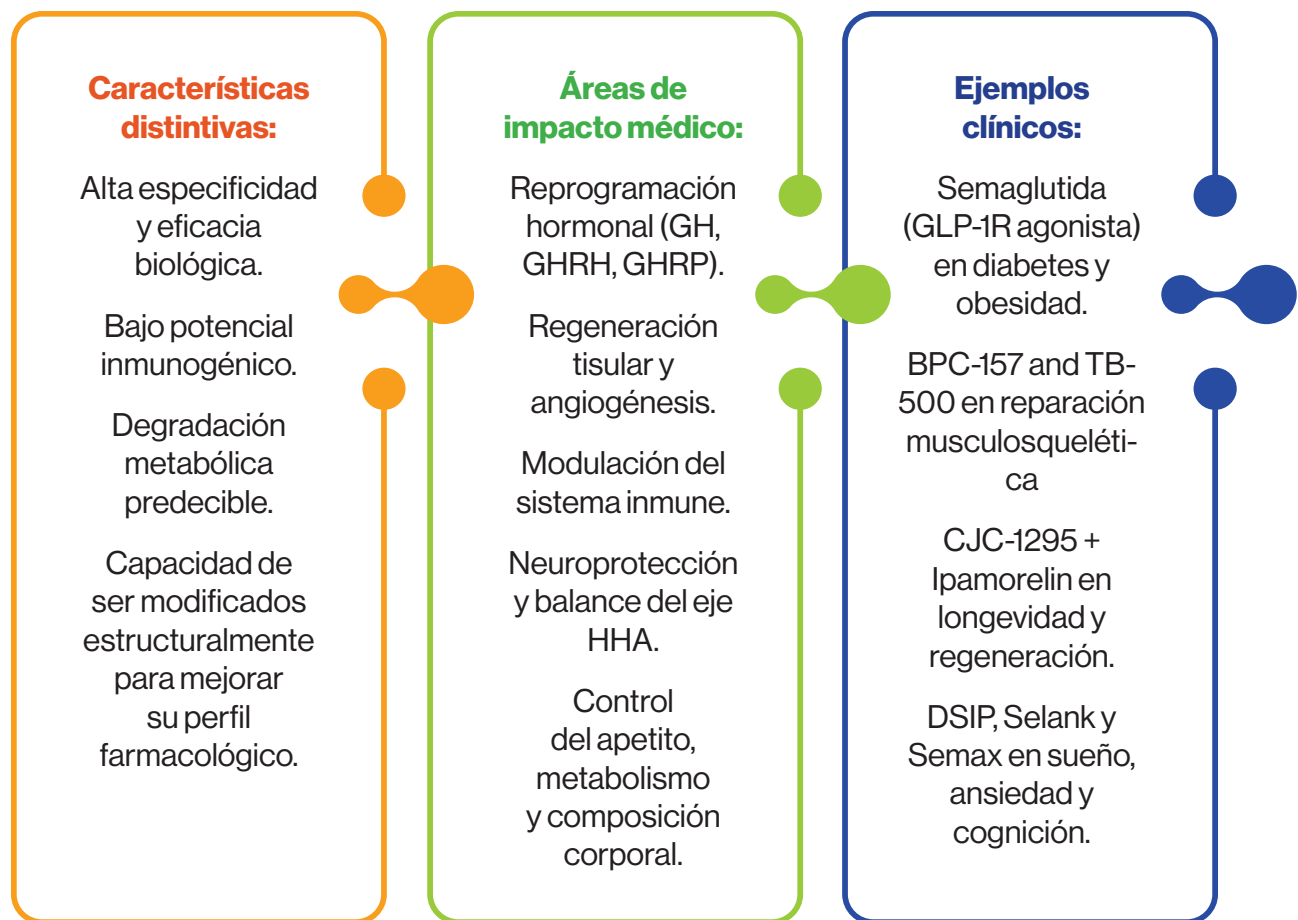 Características
distintivas:
Alta especificidad
y eficacia
biológica.
Bajo potencial
inmunogénico.
Degradación
metabólica
predecible.
Capacidad de
ser modificados
estructuralmente
para mejorar
su perfil
farmacológico.
Áreas de
impacto médico:
Reprogramación
hormonal (GH,
GHRH, GHRP).
Regeneración
tisular y
angiogénesis.
Modulación del
sistema inmune.
Neuroprotección
y balance del eje
HHA.
Control
del apetito,
metabolismo
y composición
corporal.
Ejemplos
clínicos:
Semaglutida
(GLP-1R agonista)
en diabetes y
obesidad.
BPC-157 and TB-
500 en reparación
musculosqueléti-
ca
CJC-1295 +
Ipamorelin en
longevidad y
regeneración.
DSIP, Selank y
Semax en sueño,
ansiedad y
cognición.